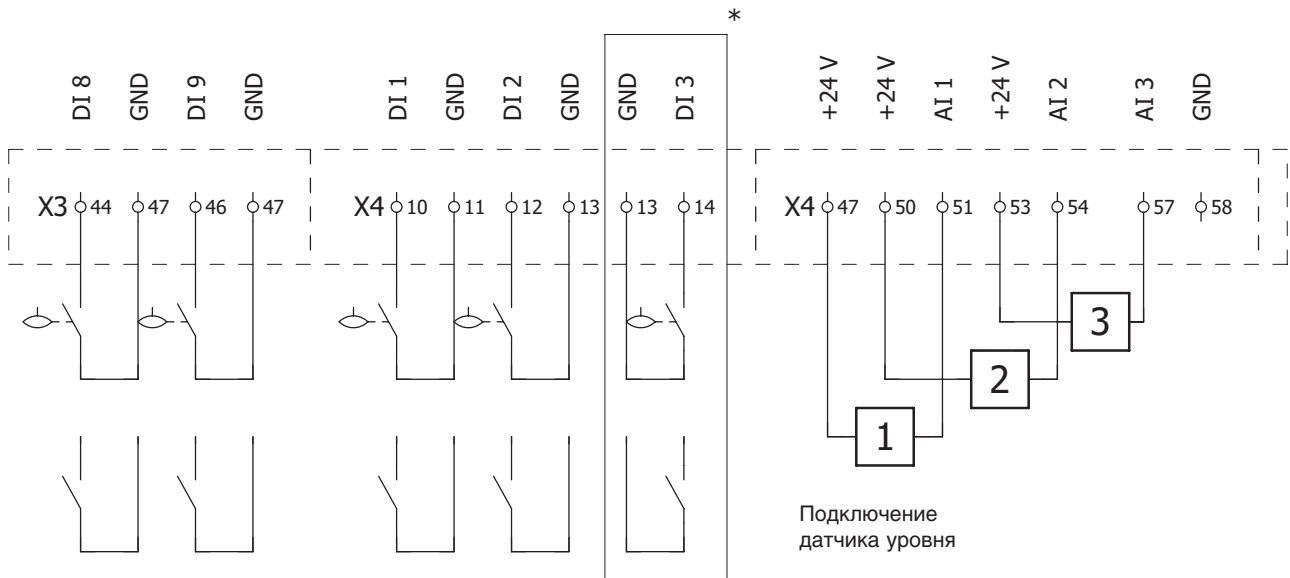 *
DI 8 GND DI 9 GND DI 1 GND DI 2 GND GND DI 3 +24 V +24 V AI 1 +24 V AI 2 AI 3 GND
X3 44 47 46 47 X4 10 11 12 13 13 14 X4 47 50 51 53 54 57 58
3
2
1
Подключение
датчика уровня